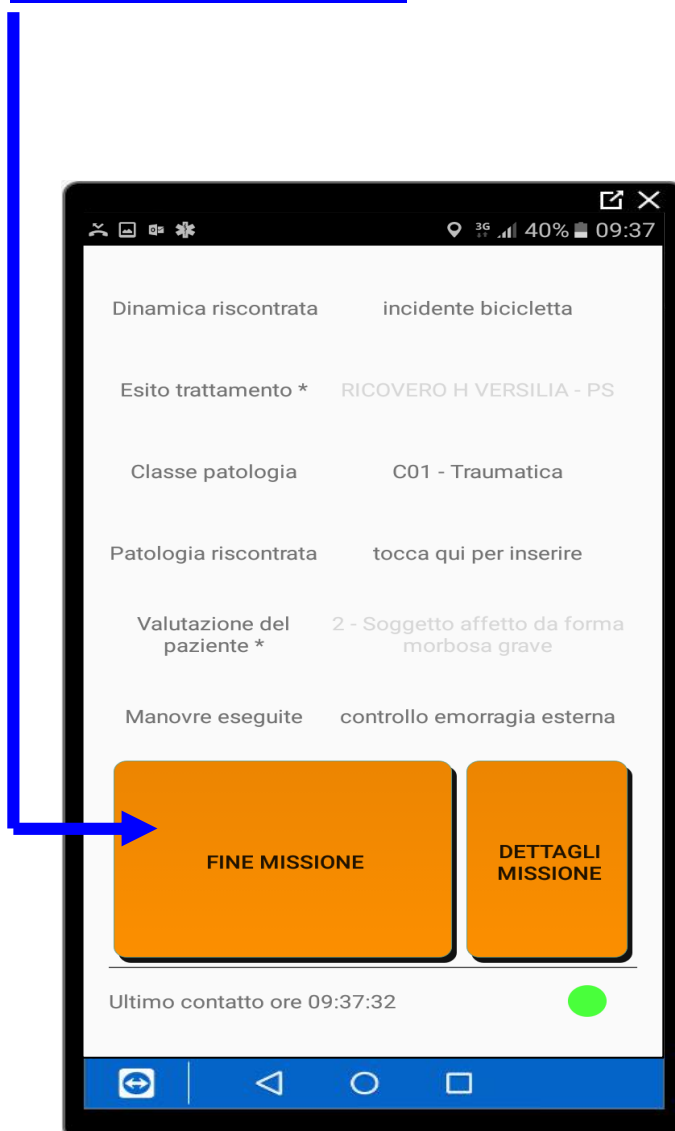 3G 40% 09:37
Dinamica riscontrata incidente bicicletta
Esito trattamento * RICOVERO H VERSILIA - PS
Classe patologia C01 - Traumatica
Patologia riscontrata tocca qui per inserire
Valutazione del
paziente *
2 - Soggetto affetto da forma
morbosa grave
Manovre eseguite controllo emorragia esterna
FINE MISSIONE
DETTAGLI
MISSIONE
Ultimo contatto ore 09:37:32